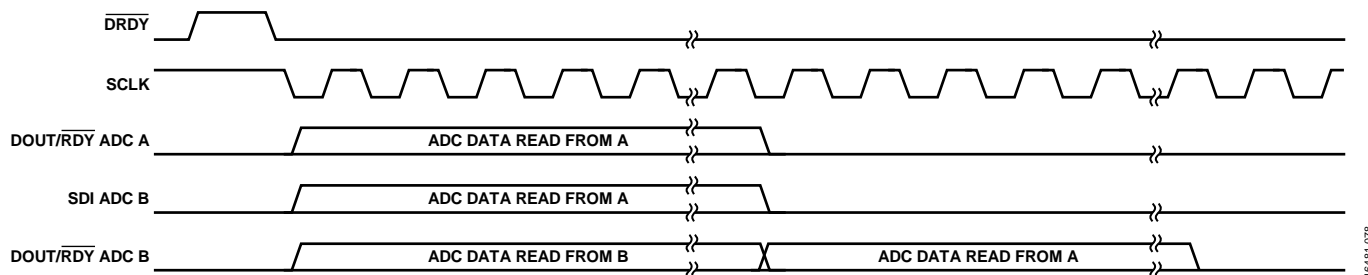 DRDY
SCLK
DOUT/RDY ADC A
ADC DATA READ FROM A
SDI ADC B
ADC DATA READ FROM A
DOUT/RDY ADC B
ADC DATA READ FROM B
ADC DATA READ FROM A